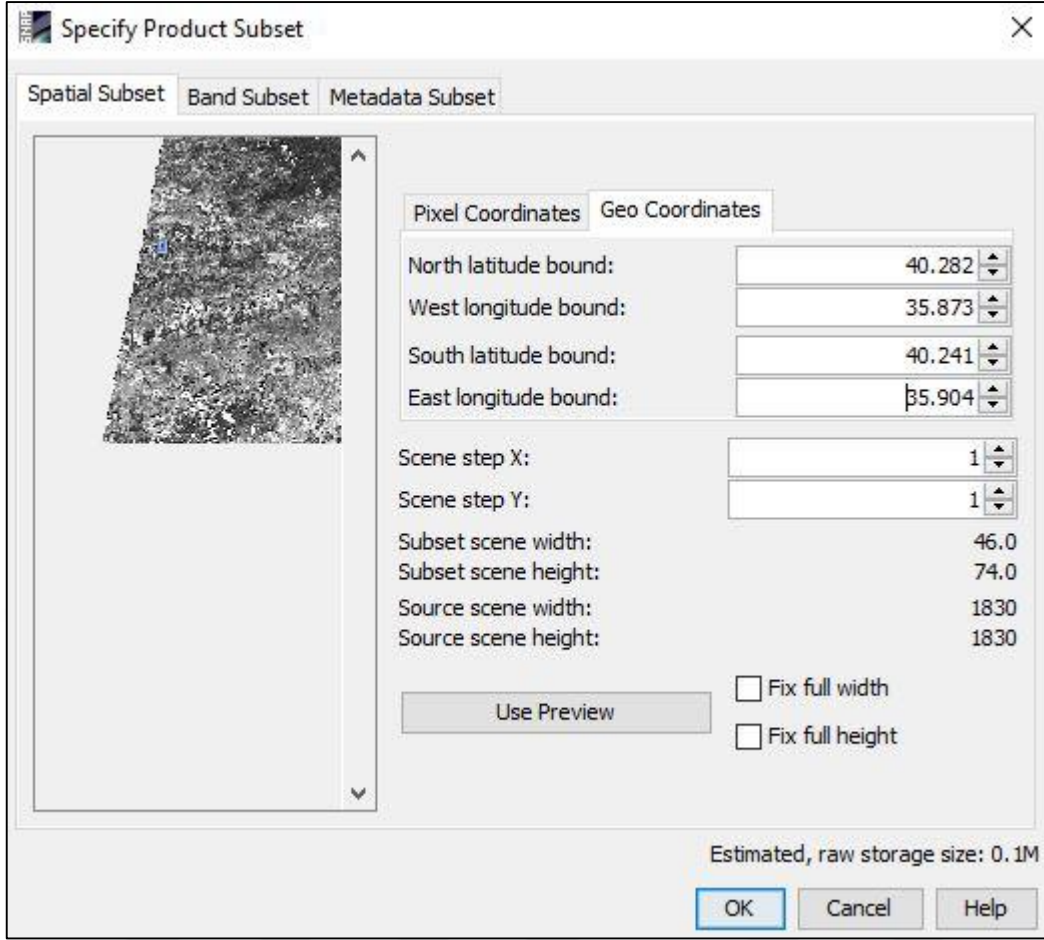 SNAP
Specify Product Subset
Spatial Subset Band Subset Metadata Subset
Pixel Coordinates Geo Coordinates
North latitude bound: 40.282
West longitude bound: 35.873
South latitude bound: 40.241
East longitude bound: 35.904
Scene step X: 1
Scene step Y: 1
Subset scene width: 46.0
Subset scene height: 74.0
Source scene width: 1830
Source scene height: 1830
Use Preview
Fix full width
Fix full height
Estimated, raw storage size: 0.1M
OK Cancel Help